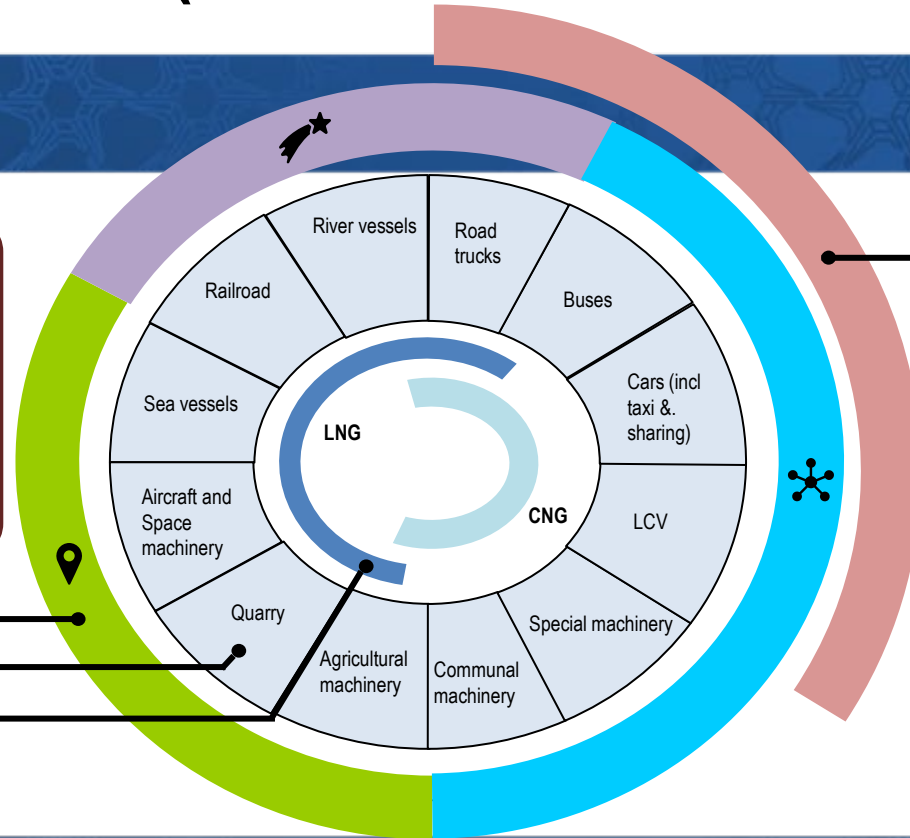 River vessels
Road
trucks
Buses
Cars (incl
taxi &.
sharing)
LCV
Special machinery
Communal
machinery
Agricultural
machinery
Quarry
Aircraft and
Space
machinery
Sea vessels
Railroad
LNG
CNG